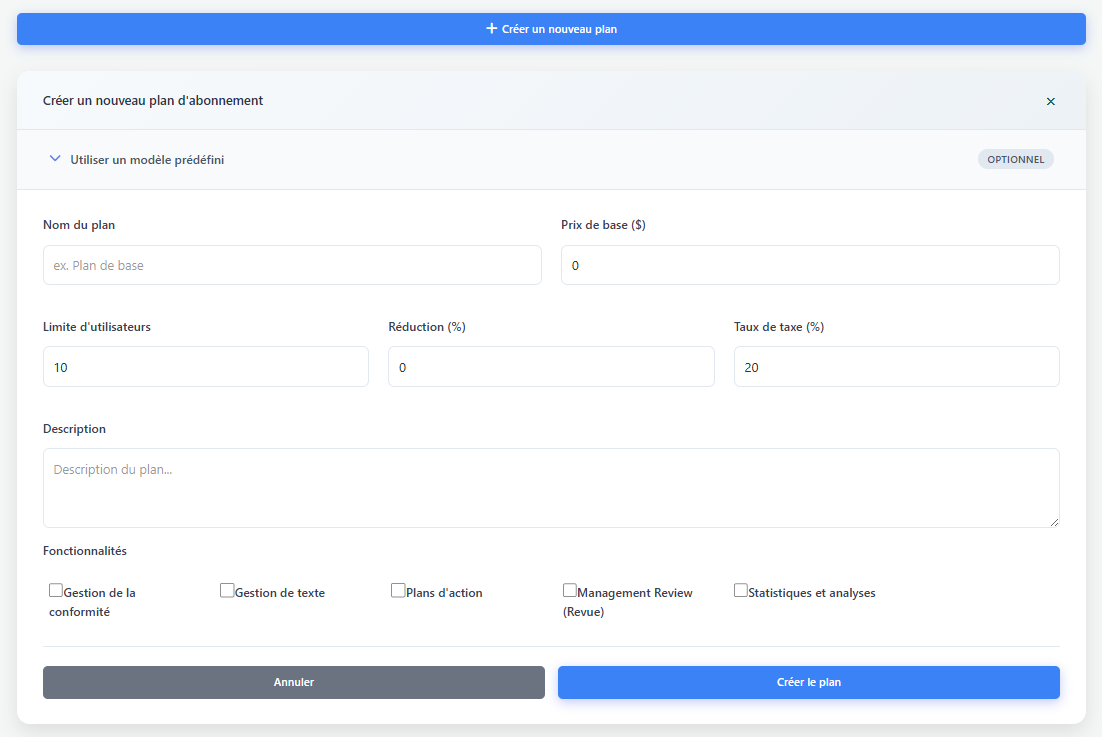 Créer un nouveau plan
Créer un nouveau plan d'abonnement
Utiliser un modèle prédéfini
OPTIONNEL
Nom du plan
Prix de base ($)
ex. Plan de base
0
Limite d'utilisateurs
Réduction (%)
Taux de taxe (%)
10
0
20
Description
Description du plan...
Fonctionnalités
Gestion de la
conformité
Gestion de texte
Plans d'action
Management Review
(Revue)
Statistiques et analyses
Annuler
Créer le plan